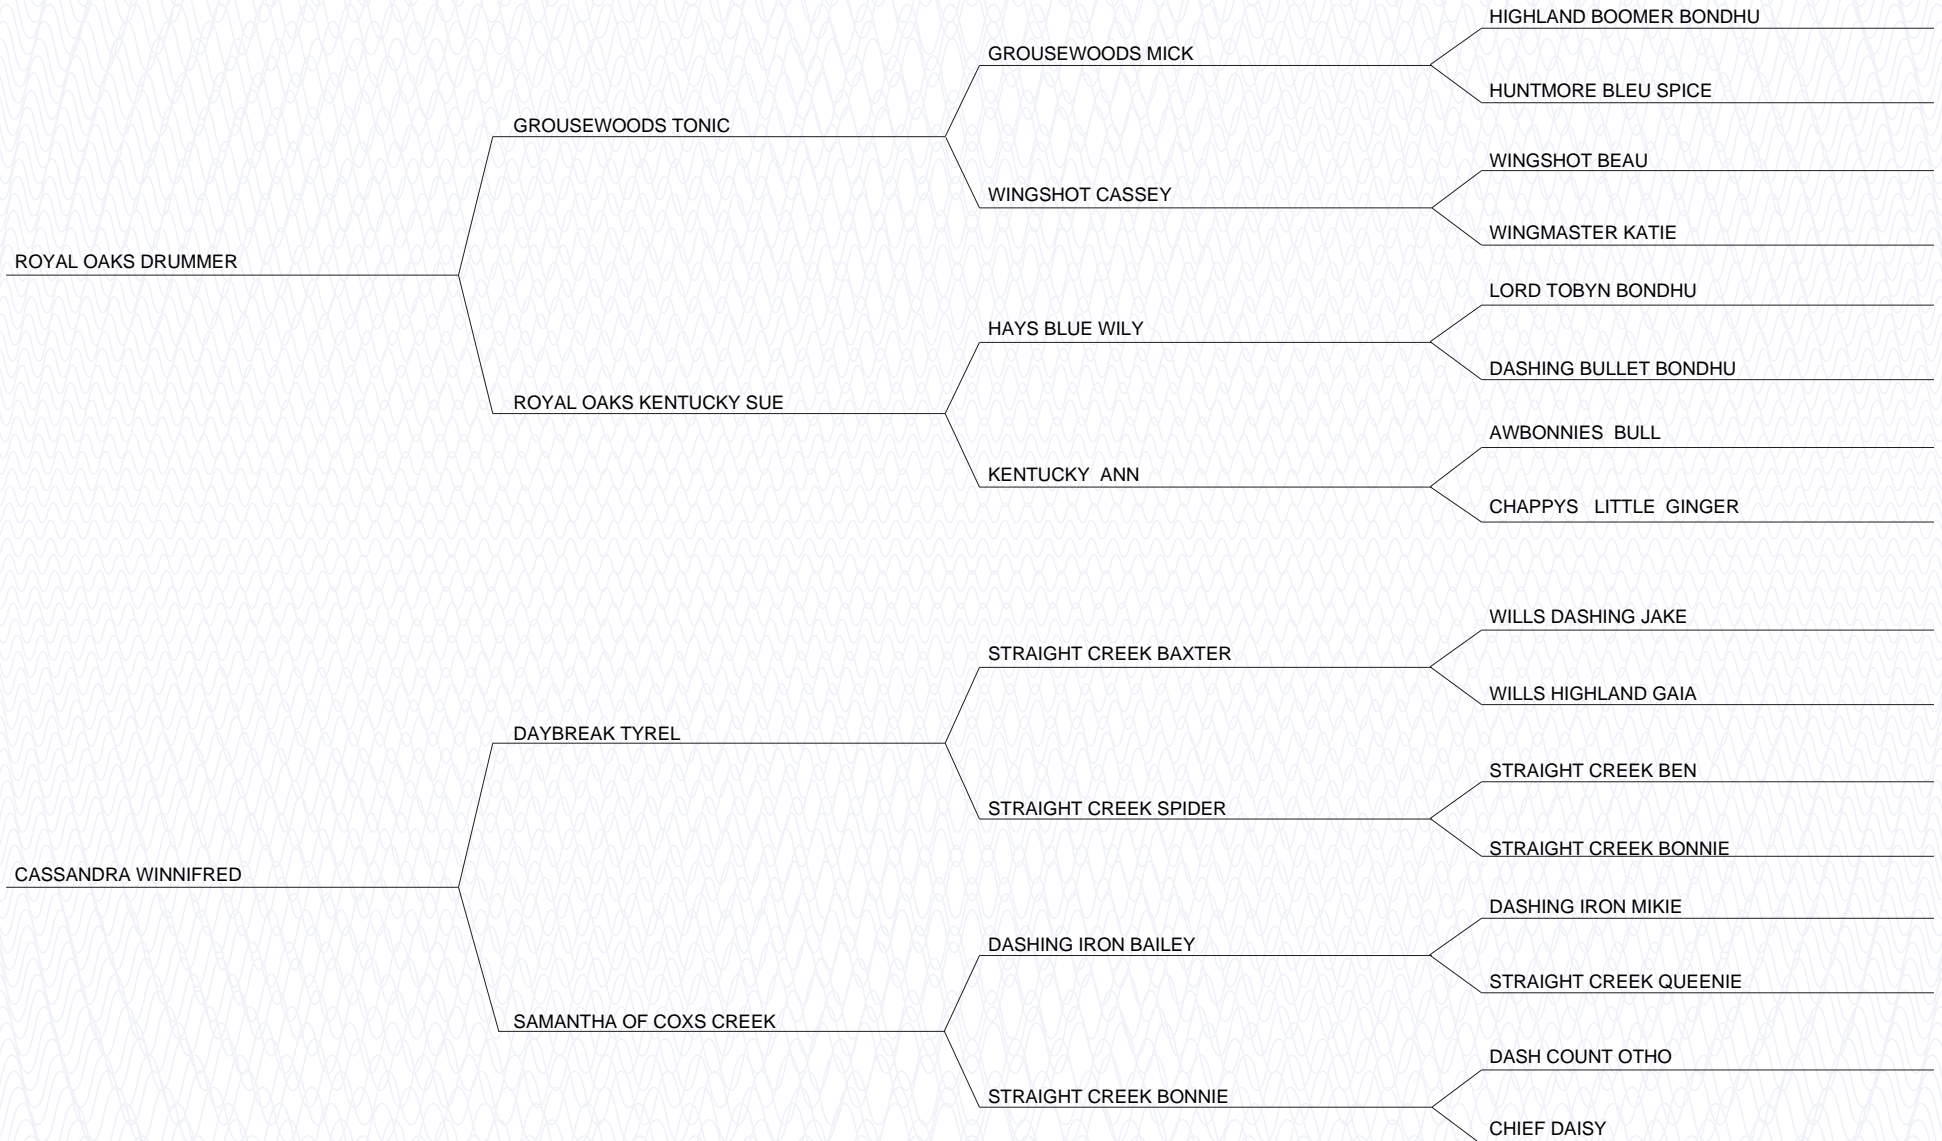 HIGHLAND BOOMER BONDHU
GROUSEWOODS MICK
HUNTMORE BLEU SPICE
GROUSEWOODS TONIC
WINGSHOT BEAU
WINGSHOT CASSEY
WINGMASTER KATIE
ROYAL OAKS DRUMMER
LORD TOBYN BONDHU
HAYS BLUE WILY
DASHING BULLET BONDHU
ROYAL OAKS KENTUCKY SUE
AWBONNIES  BULL
KENTUCKY  ANN
CHAPPYS   LITTLE  GINGER
WILLS DASHING JAKE
STRAIGHT CREEK BAXTER
WILLS HIGHLAND GAIA
DAYBREAK TYREL
STRAIGHT CREEK BEN
STRAIGHT CREEK SPIDER
STRAIGHT CREEK BONNIE
CASSANDRA WINNIFRED
DASHING IRON MIKIE
DASHING IRON BAILEY
STRAIGHT CREEK QUEENIE
SAMANTHA OF COXS CREEK
DASH COUNT OTHO
STRAIGHT CREEK BONNIE
CHIEF DAISY